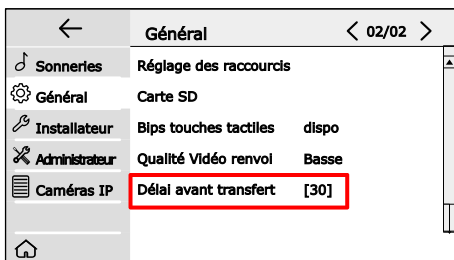 Général
02/02
Sonneries
Général
Installateur
Administrateur
Caméras IP
Réglage des raccourcis
Carte SD
Bips touches tactiles dispo
Qualité Vidéo renvoi Basse
Délai avant transfert [30]